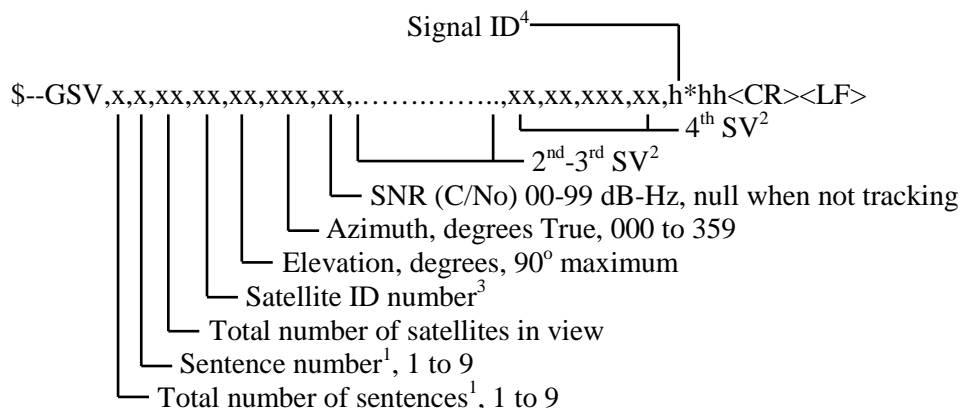 Signal ID⁴
$--GSV,x,x,xx,xx,xx,xxx,xx,……..……..,xx,xx,xxx,xx,h*hh<CR><LF>
4th SV²
2nd-3rd SV²
SNR (C/No) 00-99 dB-Hz, null when not tracking
Azimuth, degrees True, 000 to 359
Elevation, degrees, 90o maximum
Satellite ID number³
Total number of satellites in view
Sentence number¹, 1 to 9
Total number of sentences¹, 1 to 9